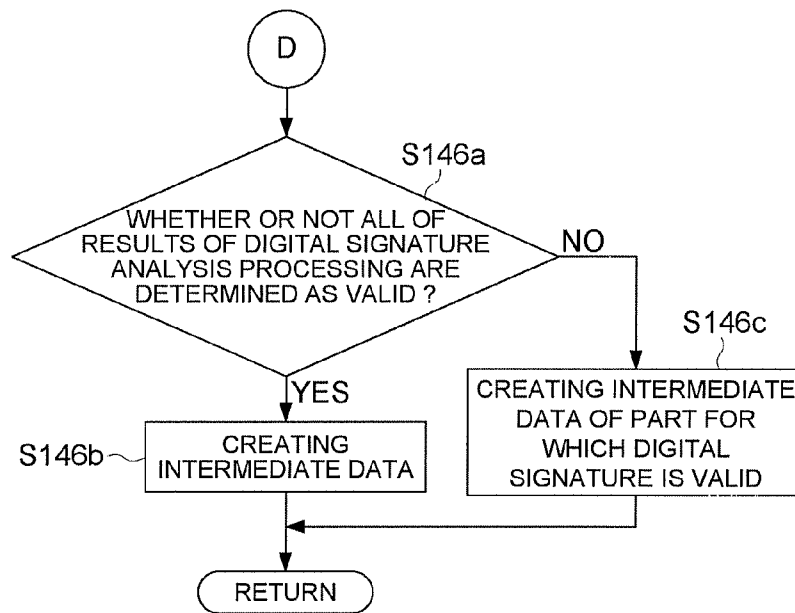 D
S146a
WHETHER OR NOT ALL OF
RESULTS OF DIGITAL SIGNATURE
ANALYSIS PROCESSING ARE
DETERMINED AS VALID ?
NO
YES
S146c
CREATING INTERMEDIATE
DATA OF PART FOR
WHICH DIGITAL
SIGNATURE IS VALID
S146b
CREATING
INTERMEDIATE DATA
RETURN